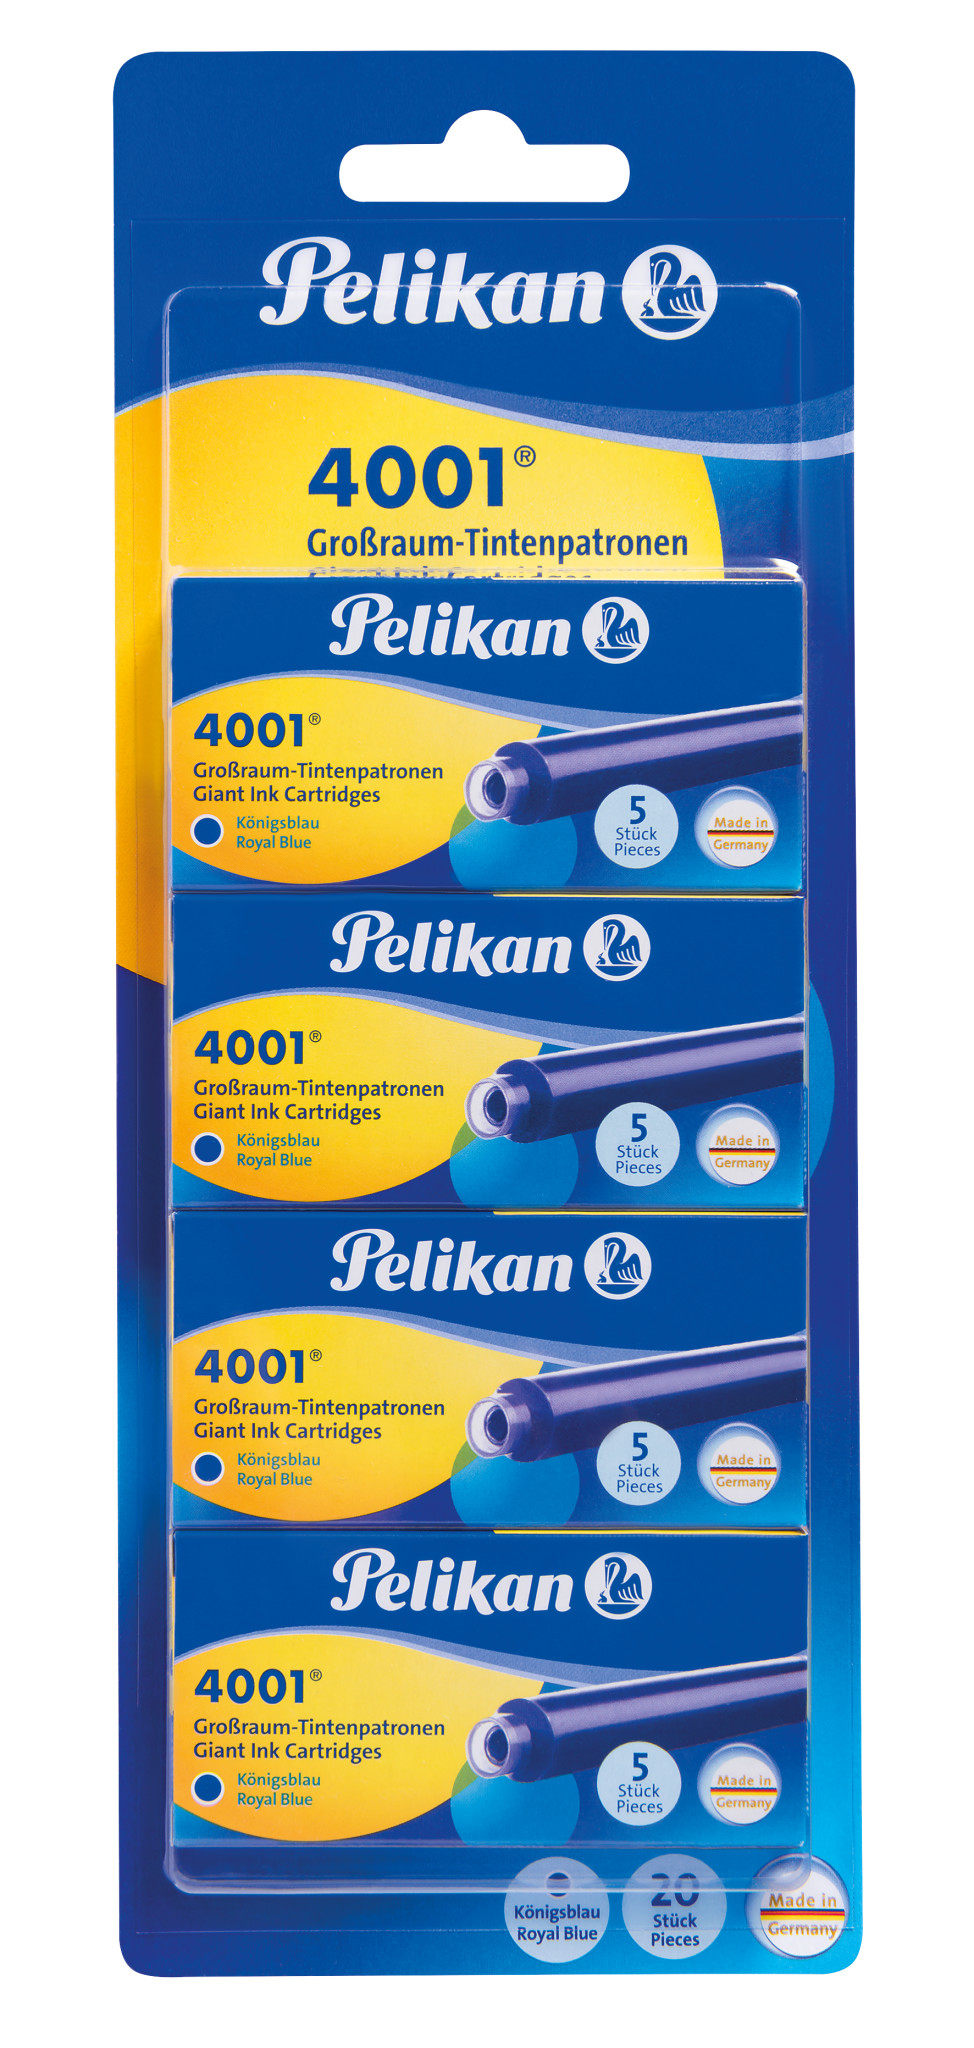 Pelikan
4001®
Großraum-Tintenpatronen
Giant Ink Cartridges
Pelikan
4001®
Großraum-Tintenpatronen
Giant Ink Cartridges
Königsblau
Royal Blue
5
Stück
Pieces
Made in
Germany
Pelikan
4001®
Großraum-Tintenpatronen
Giant Ink Cartridges
Königsblau
Royal Blue
5
Stück
Pieces
Made in
Germany
Pelikan
4001®
Großraum-Tintenpatronen
Giant Ink Cartridges
Königsblau
Royal Blue
5
Stück
Pieces
Made in
Germany
Pelikan
4001®
Großraum-Tintenpatronen
Giant Ink Cartridges
Königsblau
Royal Blue
5
Stück
Pieces
Made in
Germany
Königsblau
Royal Blue
20
Stück
Pieces
Made in
Germany